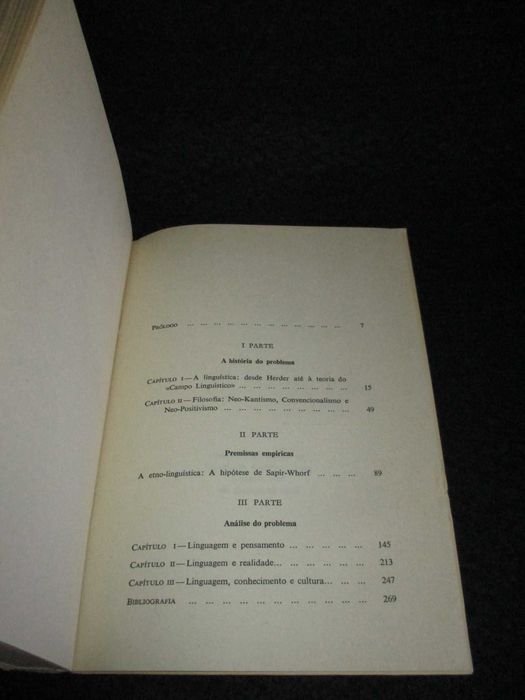 PRÓLOGO ... ... ... ... ... ... ... ... ... ... ... ... 7
I PARTE
A história do problema
CAPÍTULO I—A linguística: desde Herder até à teoria do
«Campo Linguístico» ... ... ... ... ... ... ... ... 15
CAPÍTULO II—Filosofia: Neo-Kantismo, Convencionalismo e
Neo-Positivismo ... ... ... ... ... ... ... ... ... 49
II PARTE
Premissas empíricas
A etno-linguística: A hipótese de Sapir-Whorf ... ... ... 89
III PARTE
Análise do problema
CAPÍTULO I—Linguagem e pensamento ... ... ... ... ... 145
CAPÍTULO II—Linguagem e realidade... ... ... ... ... 213
CAPÍTULO III—Linguagem, conhecimento e cultura... ... ... 247
BIBLIOGRAFIA ... ... ... ... ... ... ... ... ... ... ... 269